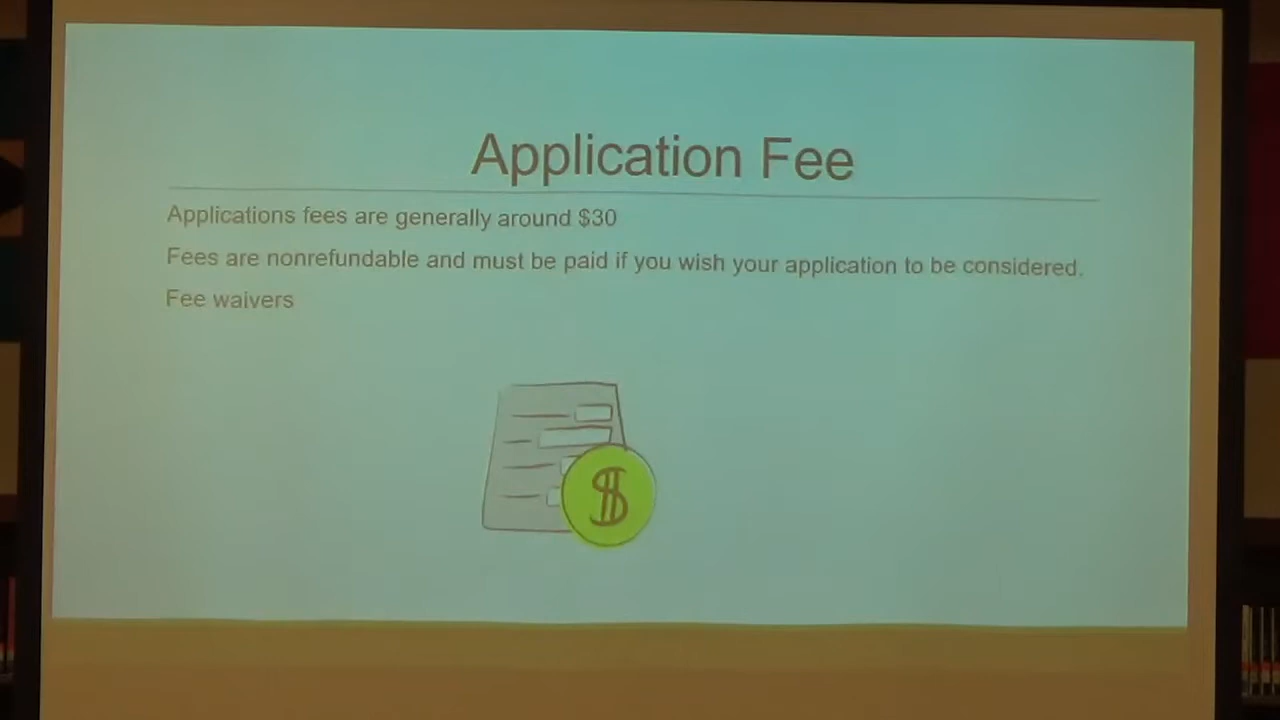 Application Fee
Applications fees are generally around $30
Fees are nonrefundable and must be paid if you wish your application to be considered.
Fee waivers
$